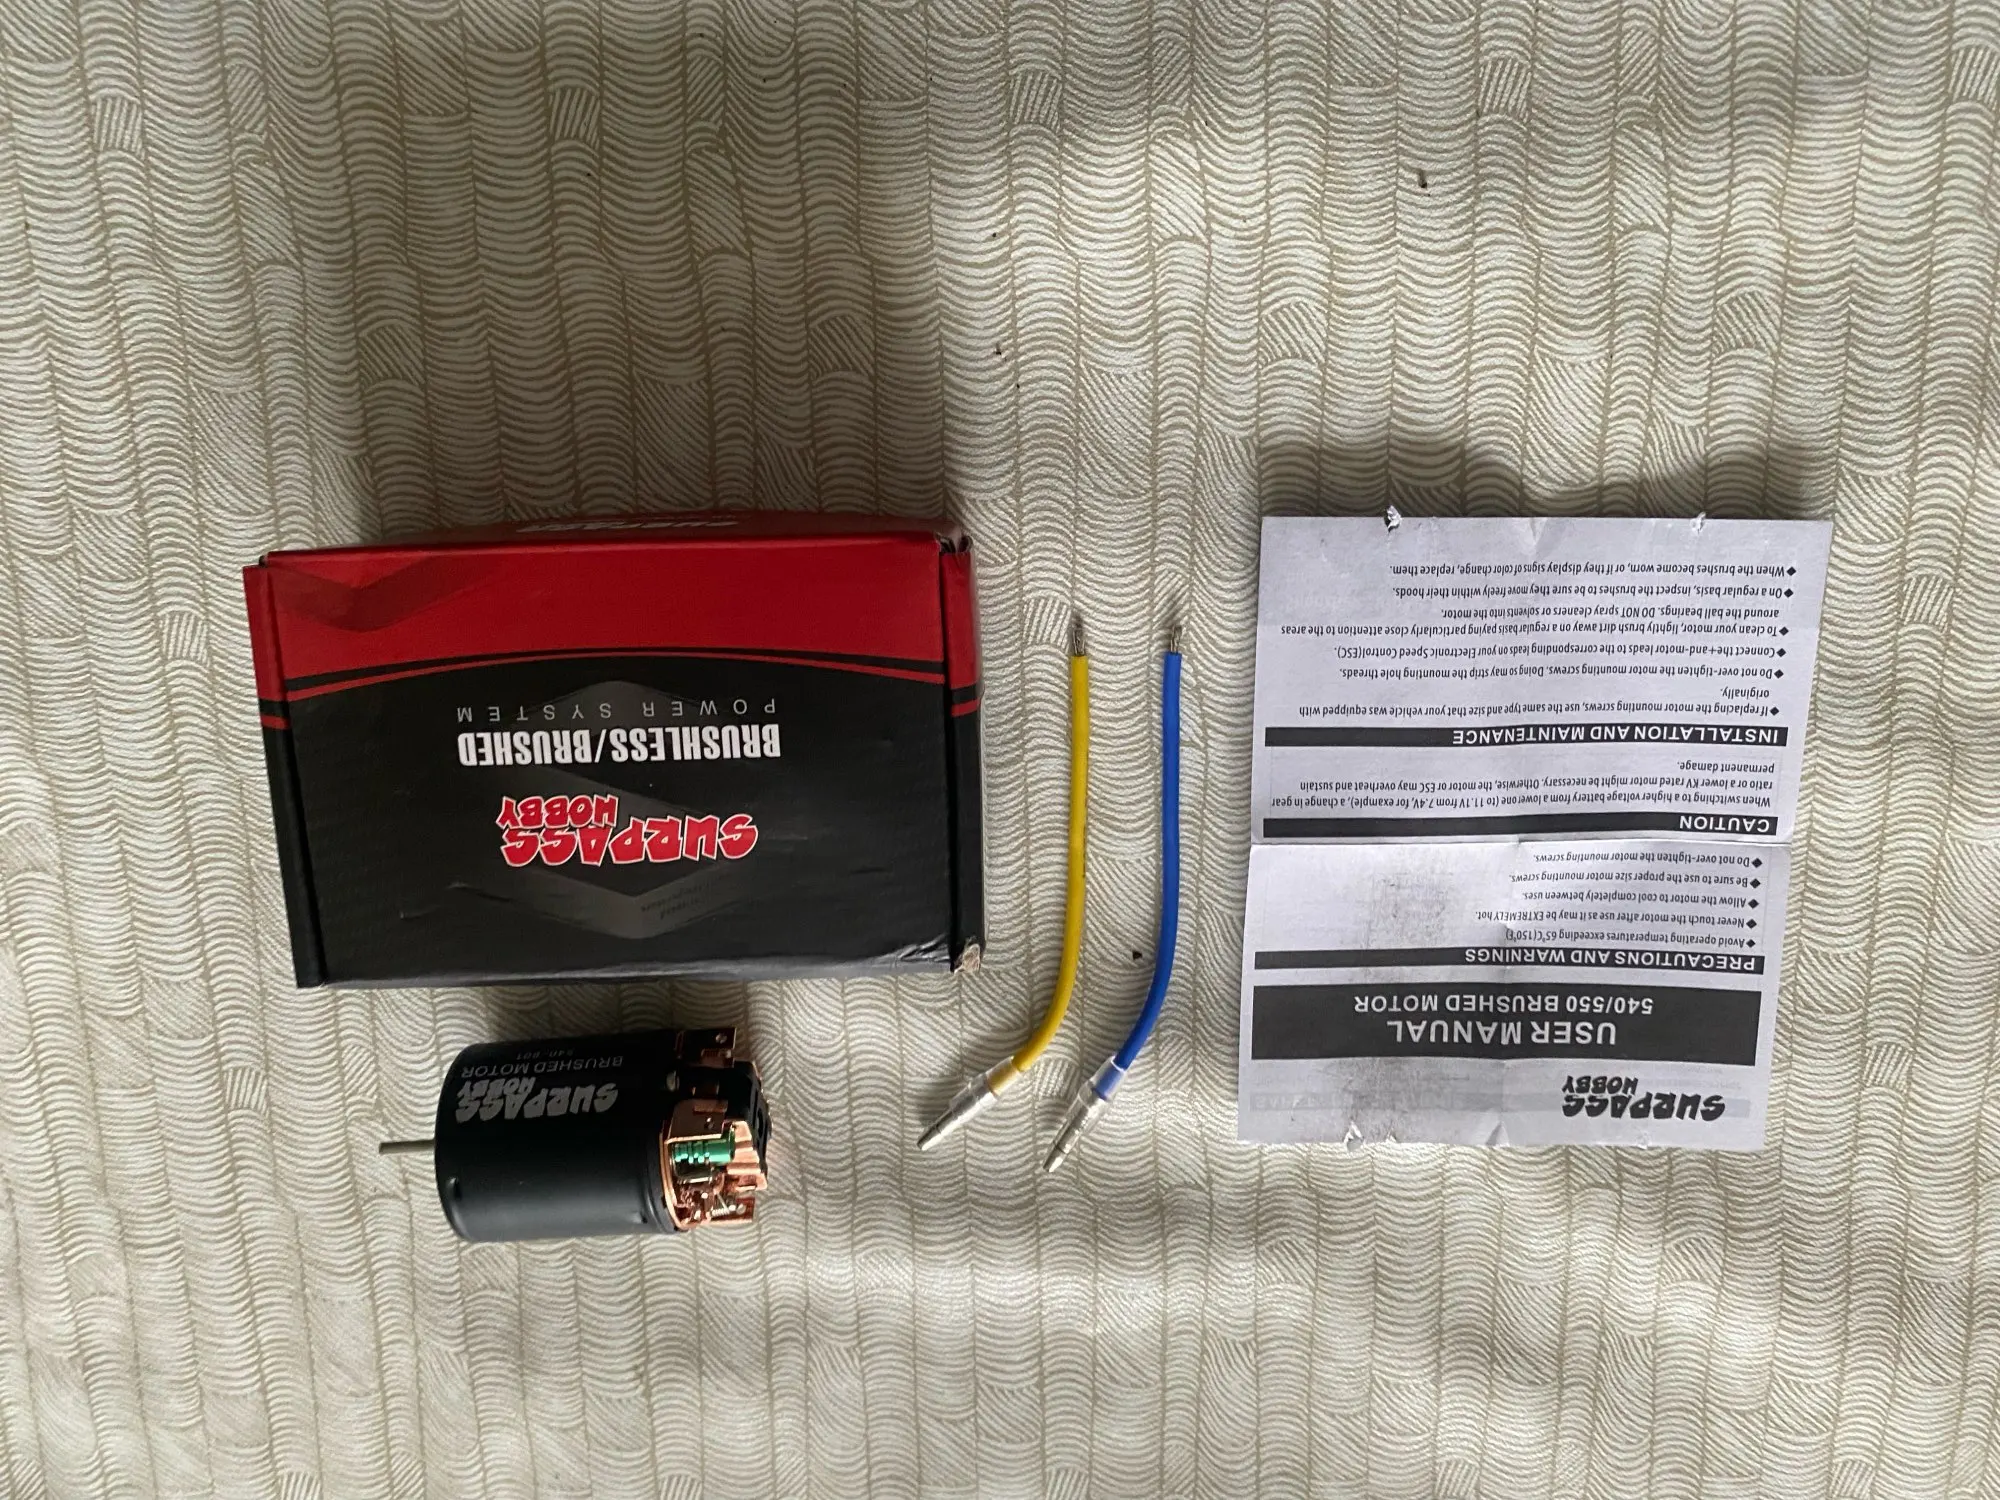 SURPASS
HOBBY
SURPASS
HOBBY
BRUSHLESS/BRUSHED
POWER SYSTEM
SURPASS
SURPASS
HOBBY
BRUSHED MOTOR
SURPASS
HOBBY
USER MANUAL
540/550 BRUSHED MOTOR
PRECAUTIONS AND WARNINGS
◆Avoid operating temperatures exceeding 65°C(150°F)
◆Never touch the motor after use as it may be EXTREMELY hot.
◆Allow the motor to cool completely between uses.
◆Be sure to use the proper size motor mounting screws.
◆Do not over-tighten the motor mounting screws.
CAUTION
When switching to a higher voltage battery from a lower one (to 11.1V from 7.4V, for example), a change in gear
ratio or a lower KV rated motor might be necessary. Otherwise, the motor or ESC may overheat and sustain
permanent damage.
INSTALLATION AND MAINTENANCE
◆If replacing the motor mounting screws, use the same type and size that your vehicle was equipped with
originally.
◆Do not over-tighten the motor mounting screws. Doing so may strip the mounting hole threads.
◆Connect the+and-motor leads to the corresponding leads on your Electronic Speed Control(ESC).
◆To clean your motor, lightly brush dirt away on a regular basis paying particularly close attention to the areas
around the ball bearings. DO NOT spray cleaners or solvents into the motor.
◆On a regular basis, inspect the brushes to be sure they move freely within their hoods.
◆When the brushes become worn, or if they display signs of color change, replace them.